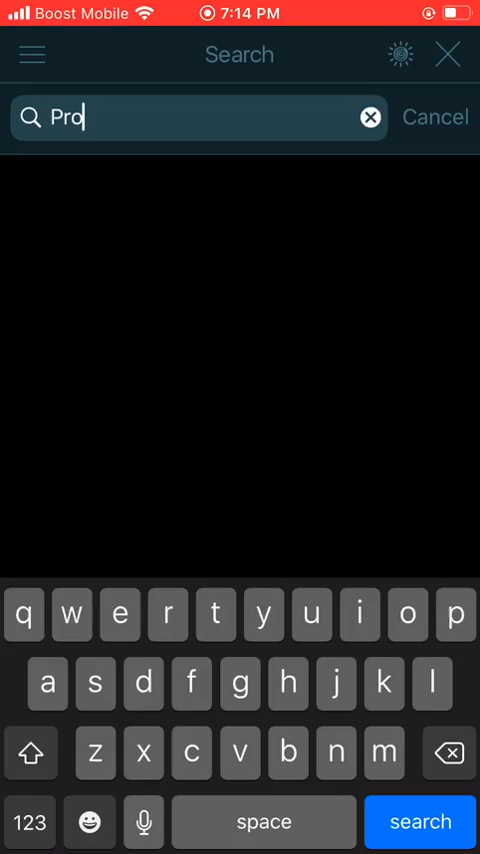 Boost Mobile 7:14 PM
Search
Pro Cancel
q w e r t y u i o p
a s d f g h j k l
z x c v b n m
123 space search